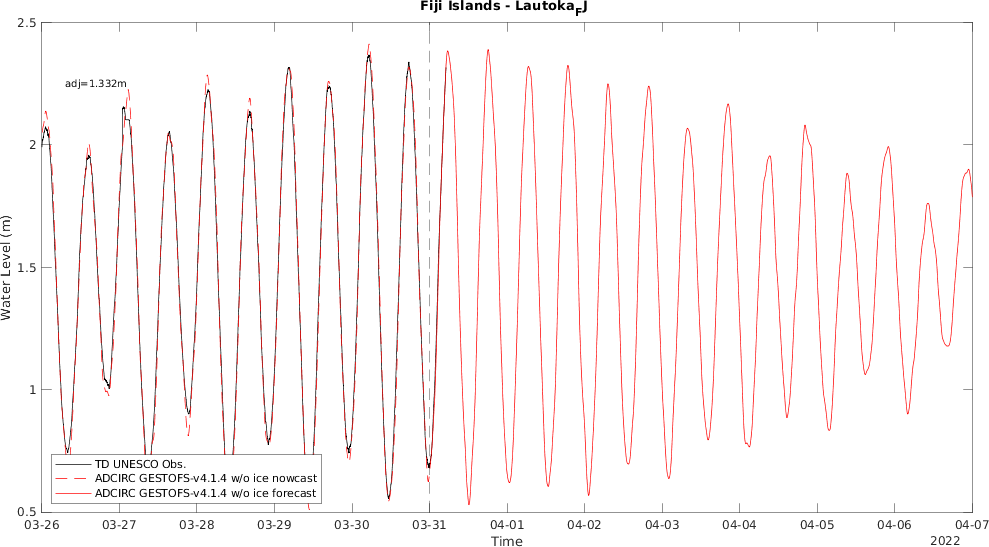 Fiji Islands - Lautoka_FJ
adj=1.332m
Water Level (m)
2.5
2
1.5
1
0.5
TD UNESCO Obs.
ADCIRC GESTOFS-v4.1.4 w/o ice nowcast
ADCIRC GESTOFS-v4.1.4 w/o ice forecast
03-26 03-27 03-28 03-29 03-30 03-31 04-01 04-02 04-03 04-04 04-05 04-06 04-07
Time
2022